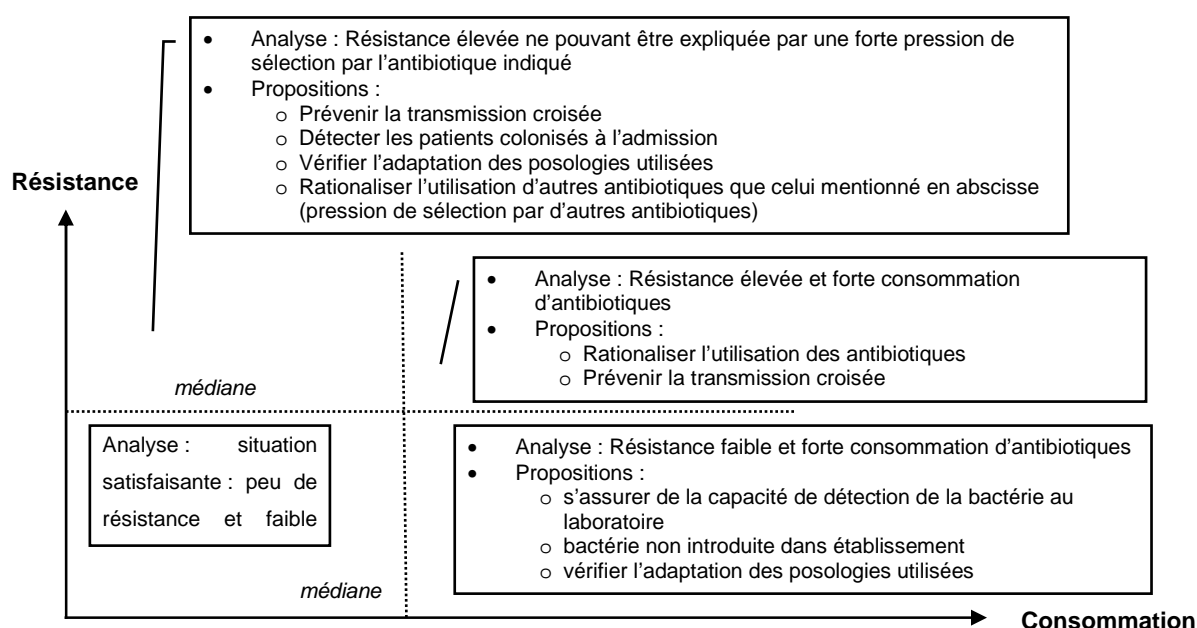 • Analyse : Résistance élevée ne pouvant être expliquée par une forte pression de
sélection par l'antibiotique indiqué
• Propositions :
o Prévenir la transmission croisée
o Détecter les patients colonisés à l'admission
o Vérifier l'adaptation des posologies utilisées
o Rationaliser l'utilisation d'autres antibiotiques que celui mentionné en abscisse
(pression de sélection par d'autres antibiotiques)
Résistance
• Analyse : Résistance élevée et forte consommation
d'antibiotiques
• Propositions :
o Rationaliser l'utilisation des antibiotiques
o Prévenir la transmission croisée
médiane
Analyse : situation
satisfaisante : peu de
résistance et faible
• Analyse : Résistance faible et forte consommation d'antibiotiques
• Propositions :
o s'assurer de la capacité de détection de la bactérie au
laboratoire
o bactérie non introduite dans établissement
o vérifier l'adaptation des posologies utilisées
médiane
Consommation